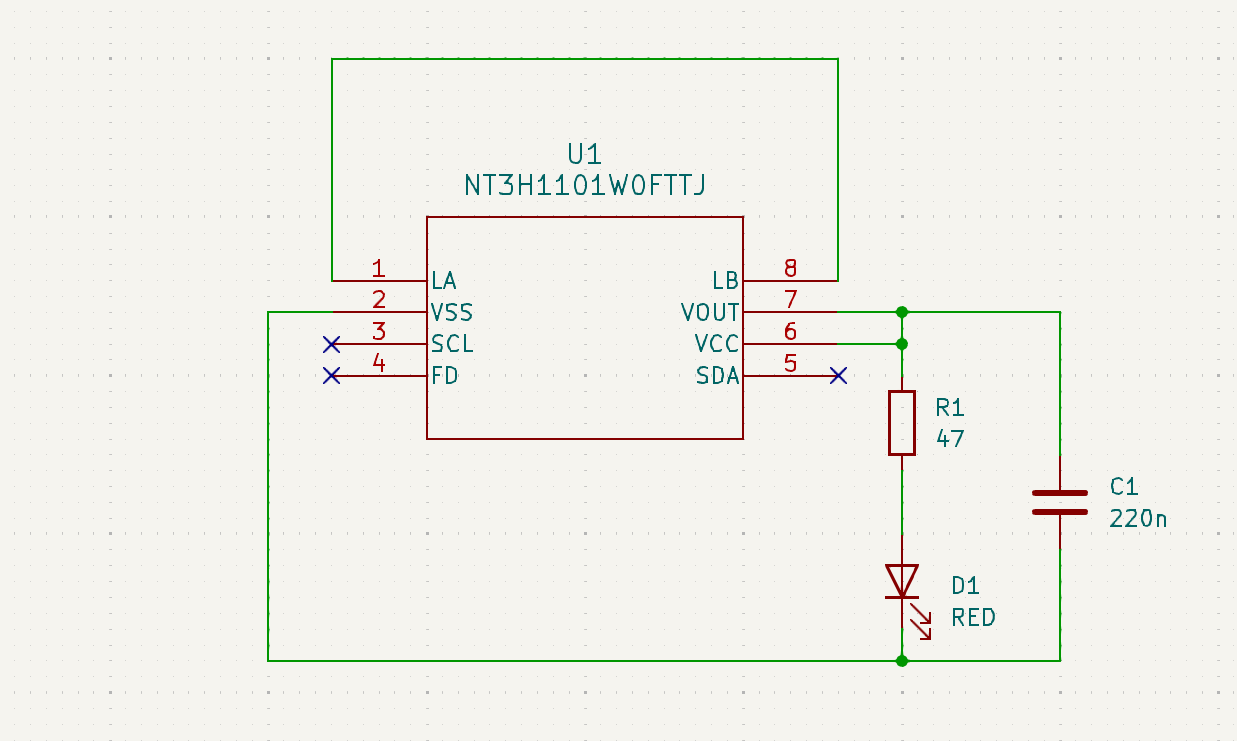 U1
NT3H1101W0FTTJ
1 LA LB 8
2 VSS VOUT 7
3 SCL VCC 6
4 FD SDA 5
R1
47
C1
220n
D1
RED